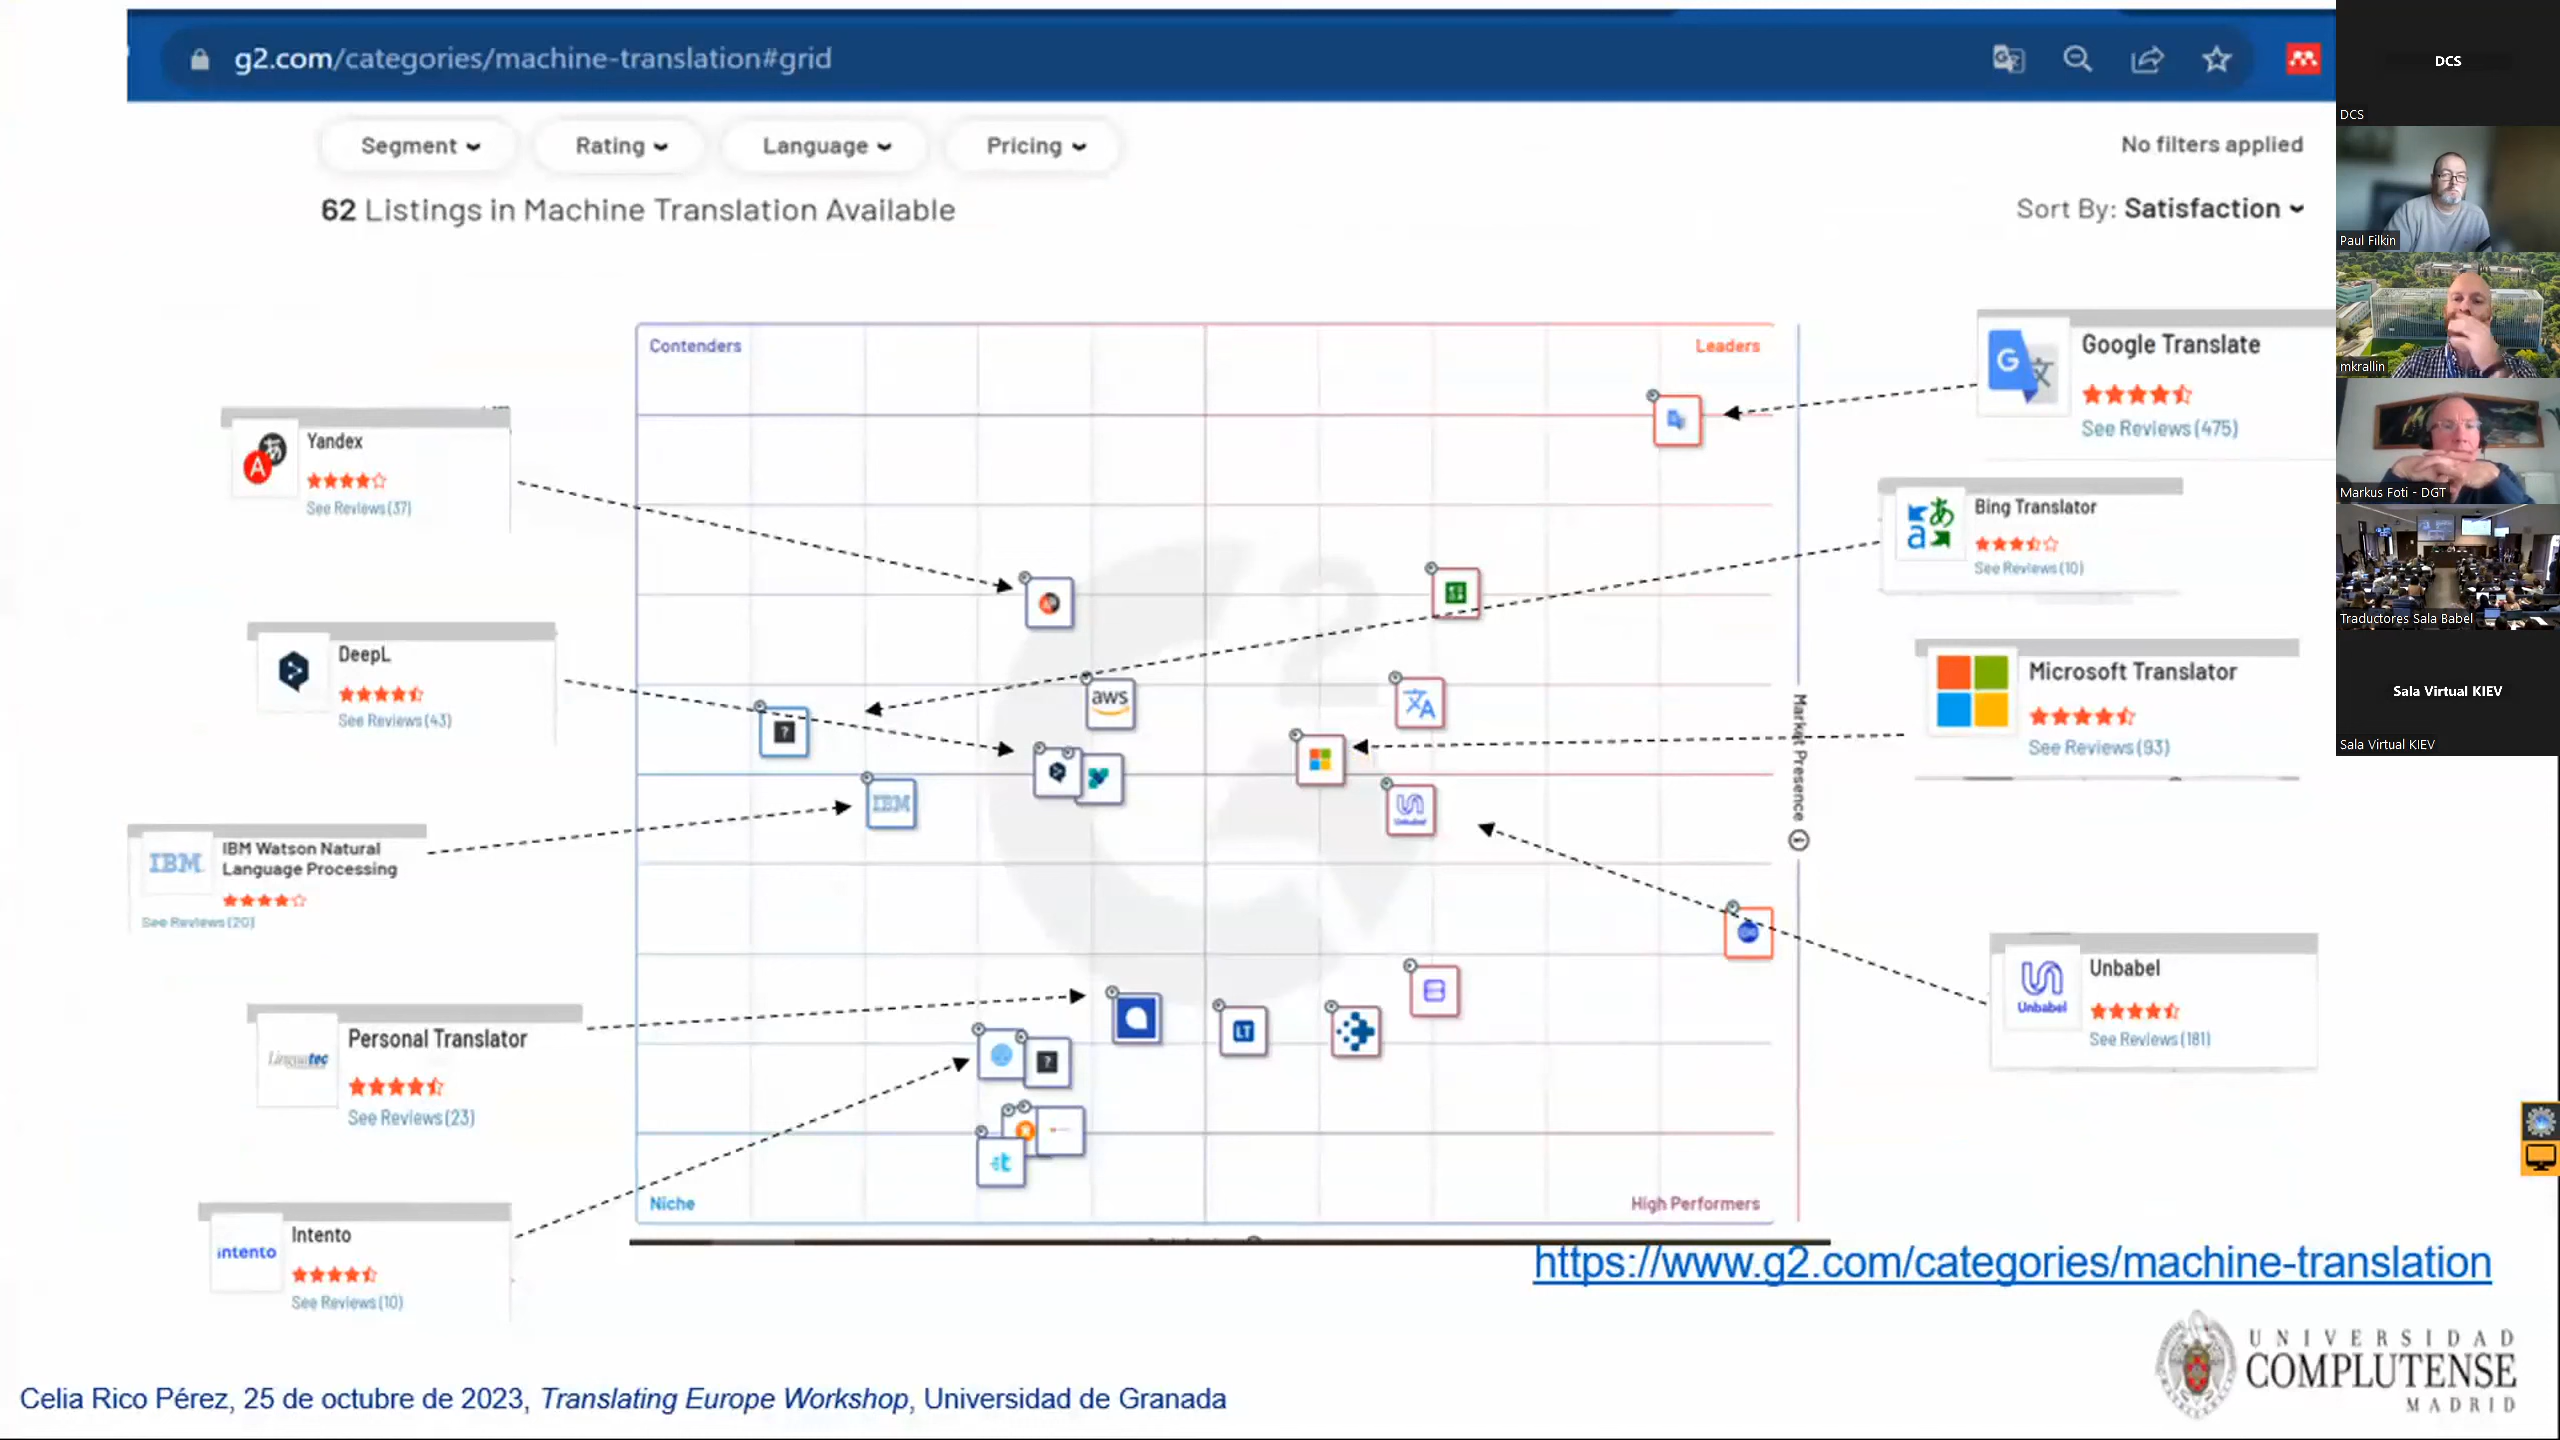 g2.com/categories/machine-translation#grid
Segment
Rating
Language
Pricing
No filters applied
62 Listings in Machine Translation Available
Sort By: Satisfaction
Contenders
Leaders
Niche
High Performers
Market Presence
Yandex
See Reviews (37)
DeepL
See Reviews (43)
IBM
IBM Watson Natural
Language Processing
See Reviews (20)
Linguatec
Personal Translator
See Reviews (23)
intento
Intento
See Reviews (10)
Google Translate
See Reviews (475)
Bing Translator
See Reviews (10)
Microsoft Translator
See Reviews (93)
Unbabel
Unbabel
See Reviews (181)
aws
IBM
Unbabel
LT
https://www.g2.com/categories/machine-translation
Celia Rico Pérez, 25 de octubre de 2023, Translating Europe Workshop, Universidad de Granada
UNIVERSIDAD
COMPLUTENSE
MADRID
DCS
DCS
Paul Filkin
mkrallin
Markus Foti - DGT
Traductores Sala Babel
Sala Virtual KIEV
Sala Virtual KIEV